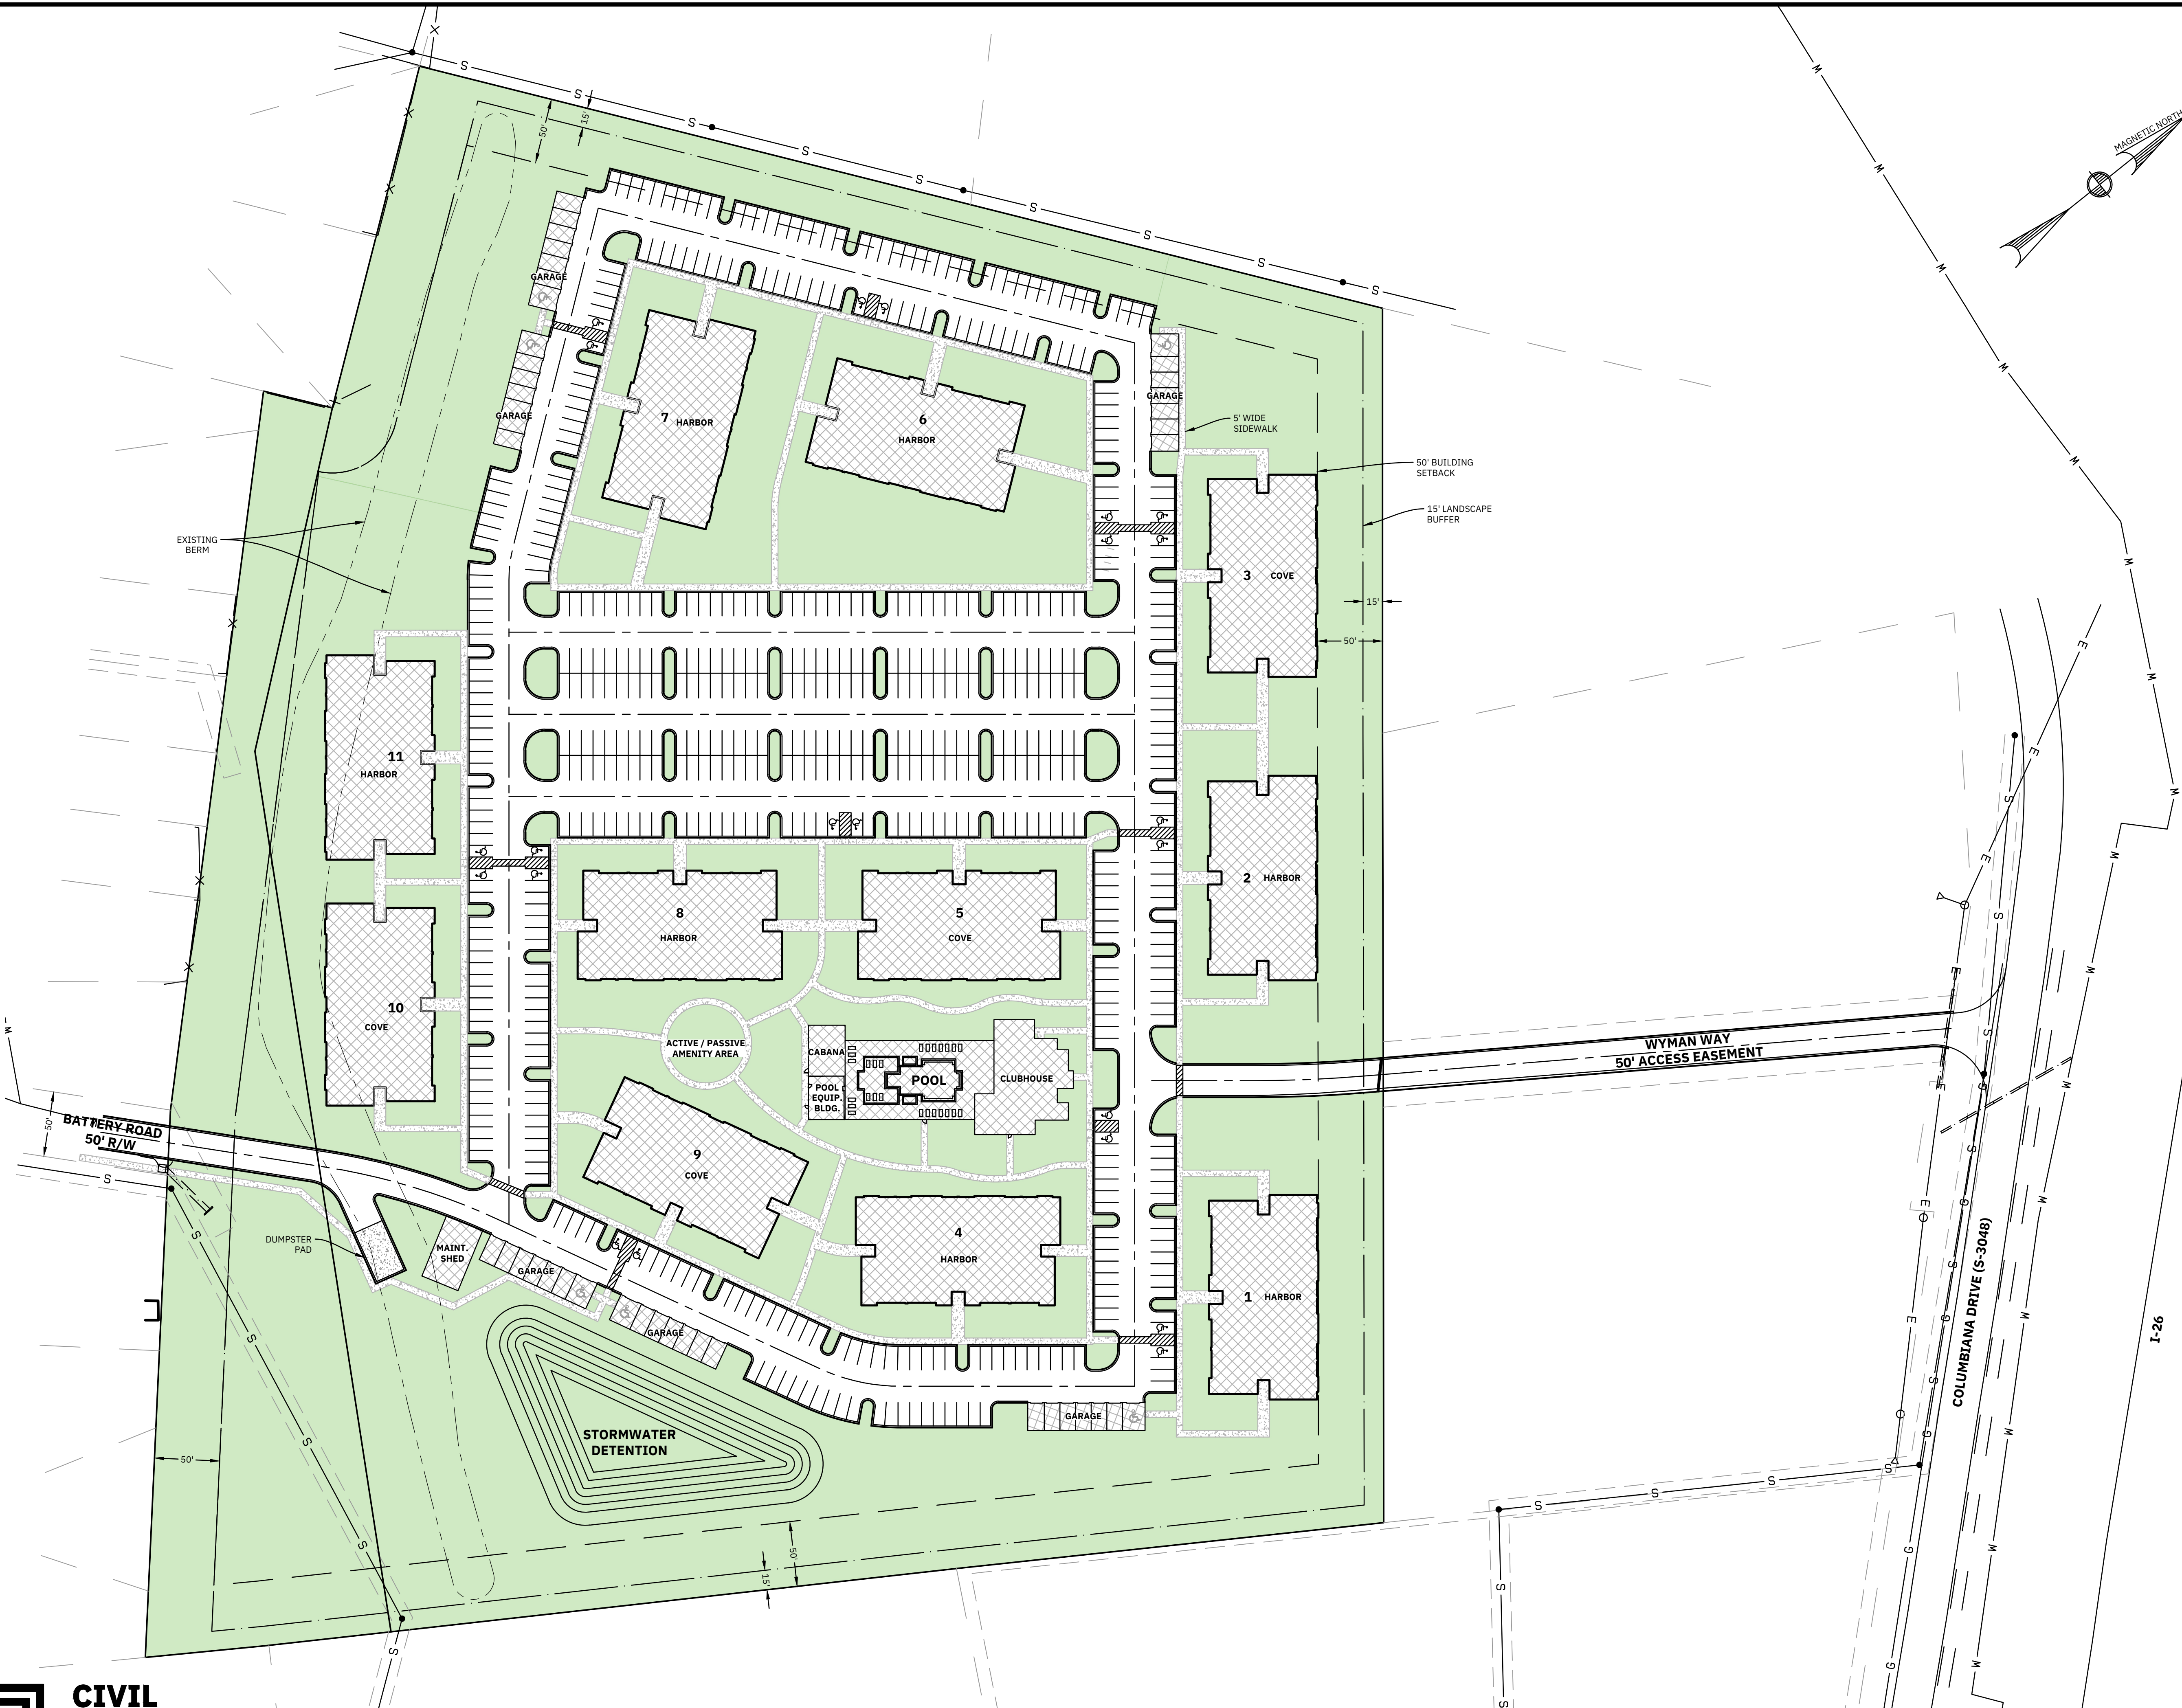 MAGNETIC NORTH
50'
15'
GARAGE
GARAGE
GARAGE
7 HARBOR
6
HARBOR
5' WIDE
SIDEWALK
50' BUILDING
SETBACK
15' LANDSCAPE
BUFFER
EXISTING
BERM
3 COVE
15'
50'
11
HARBOR
2 HARBOR
8
HARBOR
5
COVE
10
COVE
ACTIVE / PASSIVE
AMENITY AREA
CABANA
POOL
EQUIP.
BLDG.
POOL
CLUBHOUSE
WYMAN WAY
50' ACCESS EASEMENT
50'
BATTERY ROAD
50' R/W
9
COVE
4
HARBOR
1 HARBOR
DUMPSTER
PAD
MAINT.
SHED
GARAGE
GARAGE
GARAGE
STORMWATER
DETENTION
COLUMBIANA DRIVE (S-3048)
I-26
50'
50'
15'
CIVIL